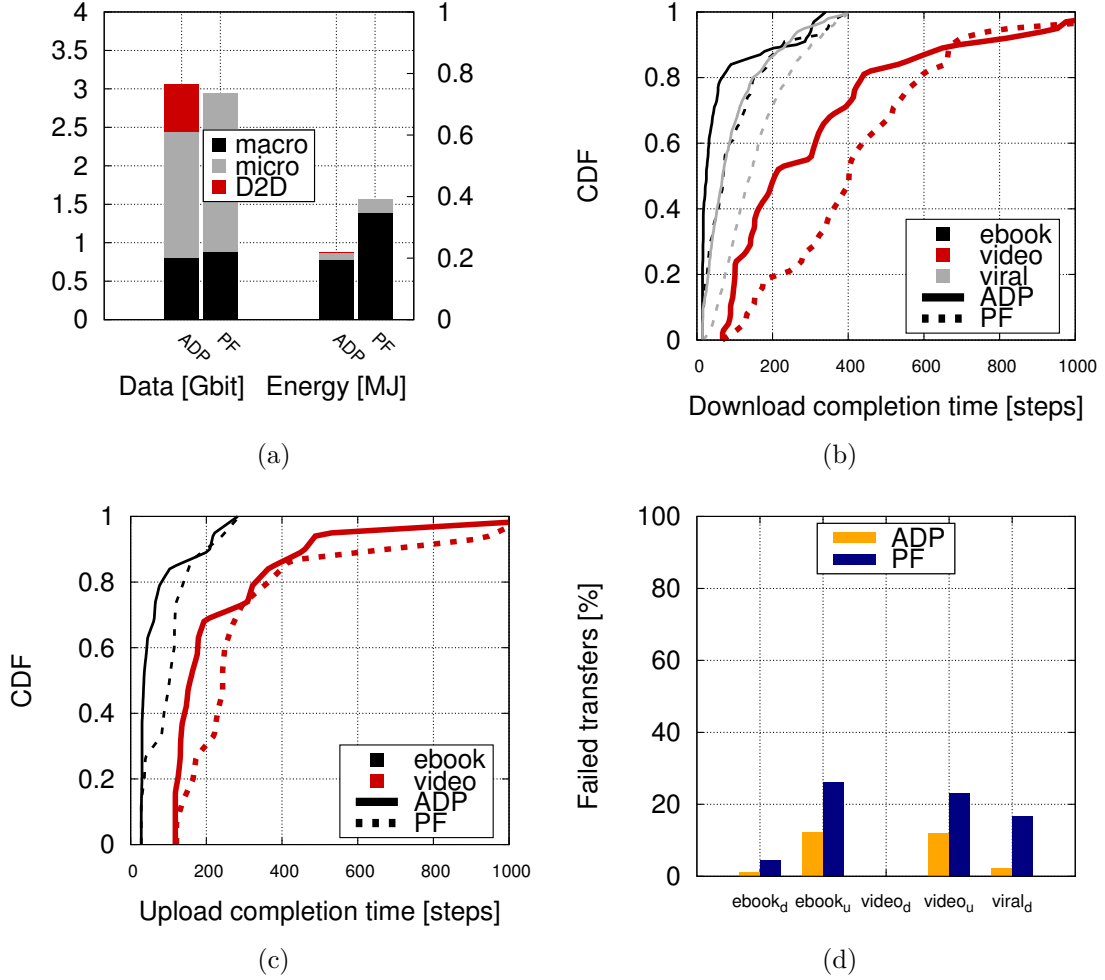 4
3.5
3
2.5
2
1.5
1
0.5
0
1
0.8
0.6
0.4
0.2
0
macro
micro
D2D
ADP
PF
ADP
PF
Data [Gbit]
Energy [MJ]
(a)
1
0.8
0.6
0.4
0.2
0
CDF
ebook
video
viral
ADP
PF
0
200
400
600
800
1000
Download completion time [steps]
(b)
1
0.8
0.6
0.4
0.2
0
CDF
ebook
video
ADP
PF
0
200
400
600
800
1000
Upload completion time [steps]
(c)
100
80
60
40
20
0
Failed transfers [%]
ADP
PF
ebook_d
ebook_u
video_d
video_u
viral_d
(d)